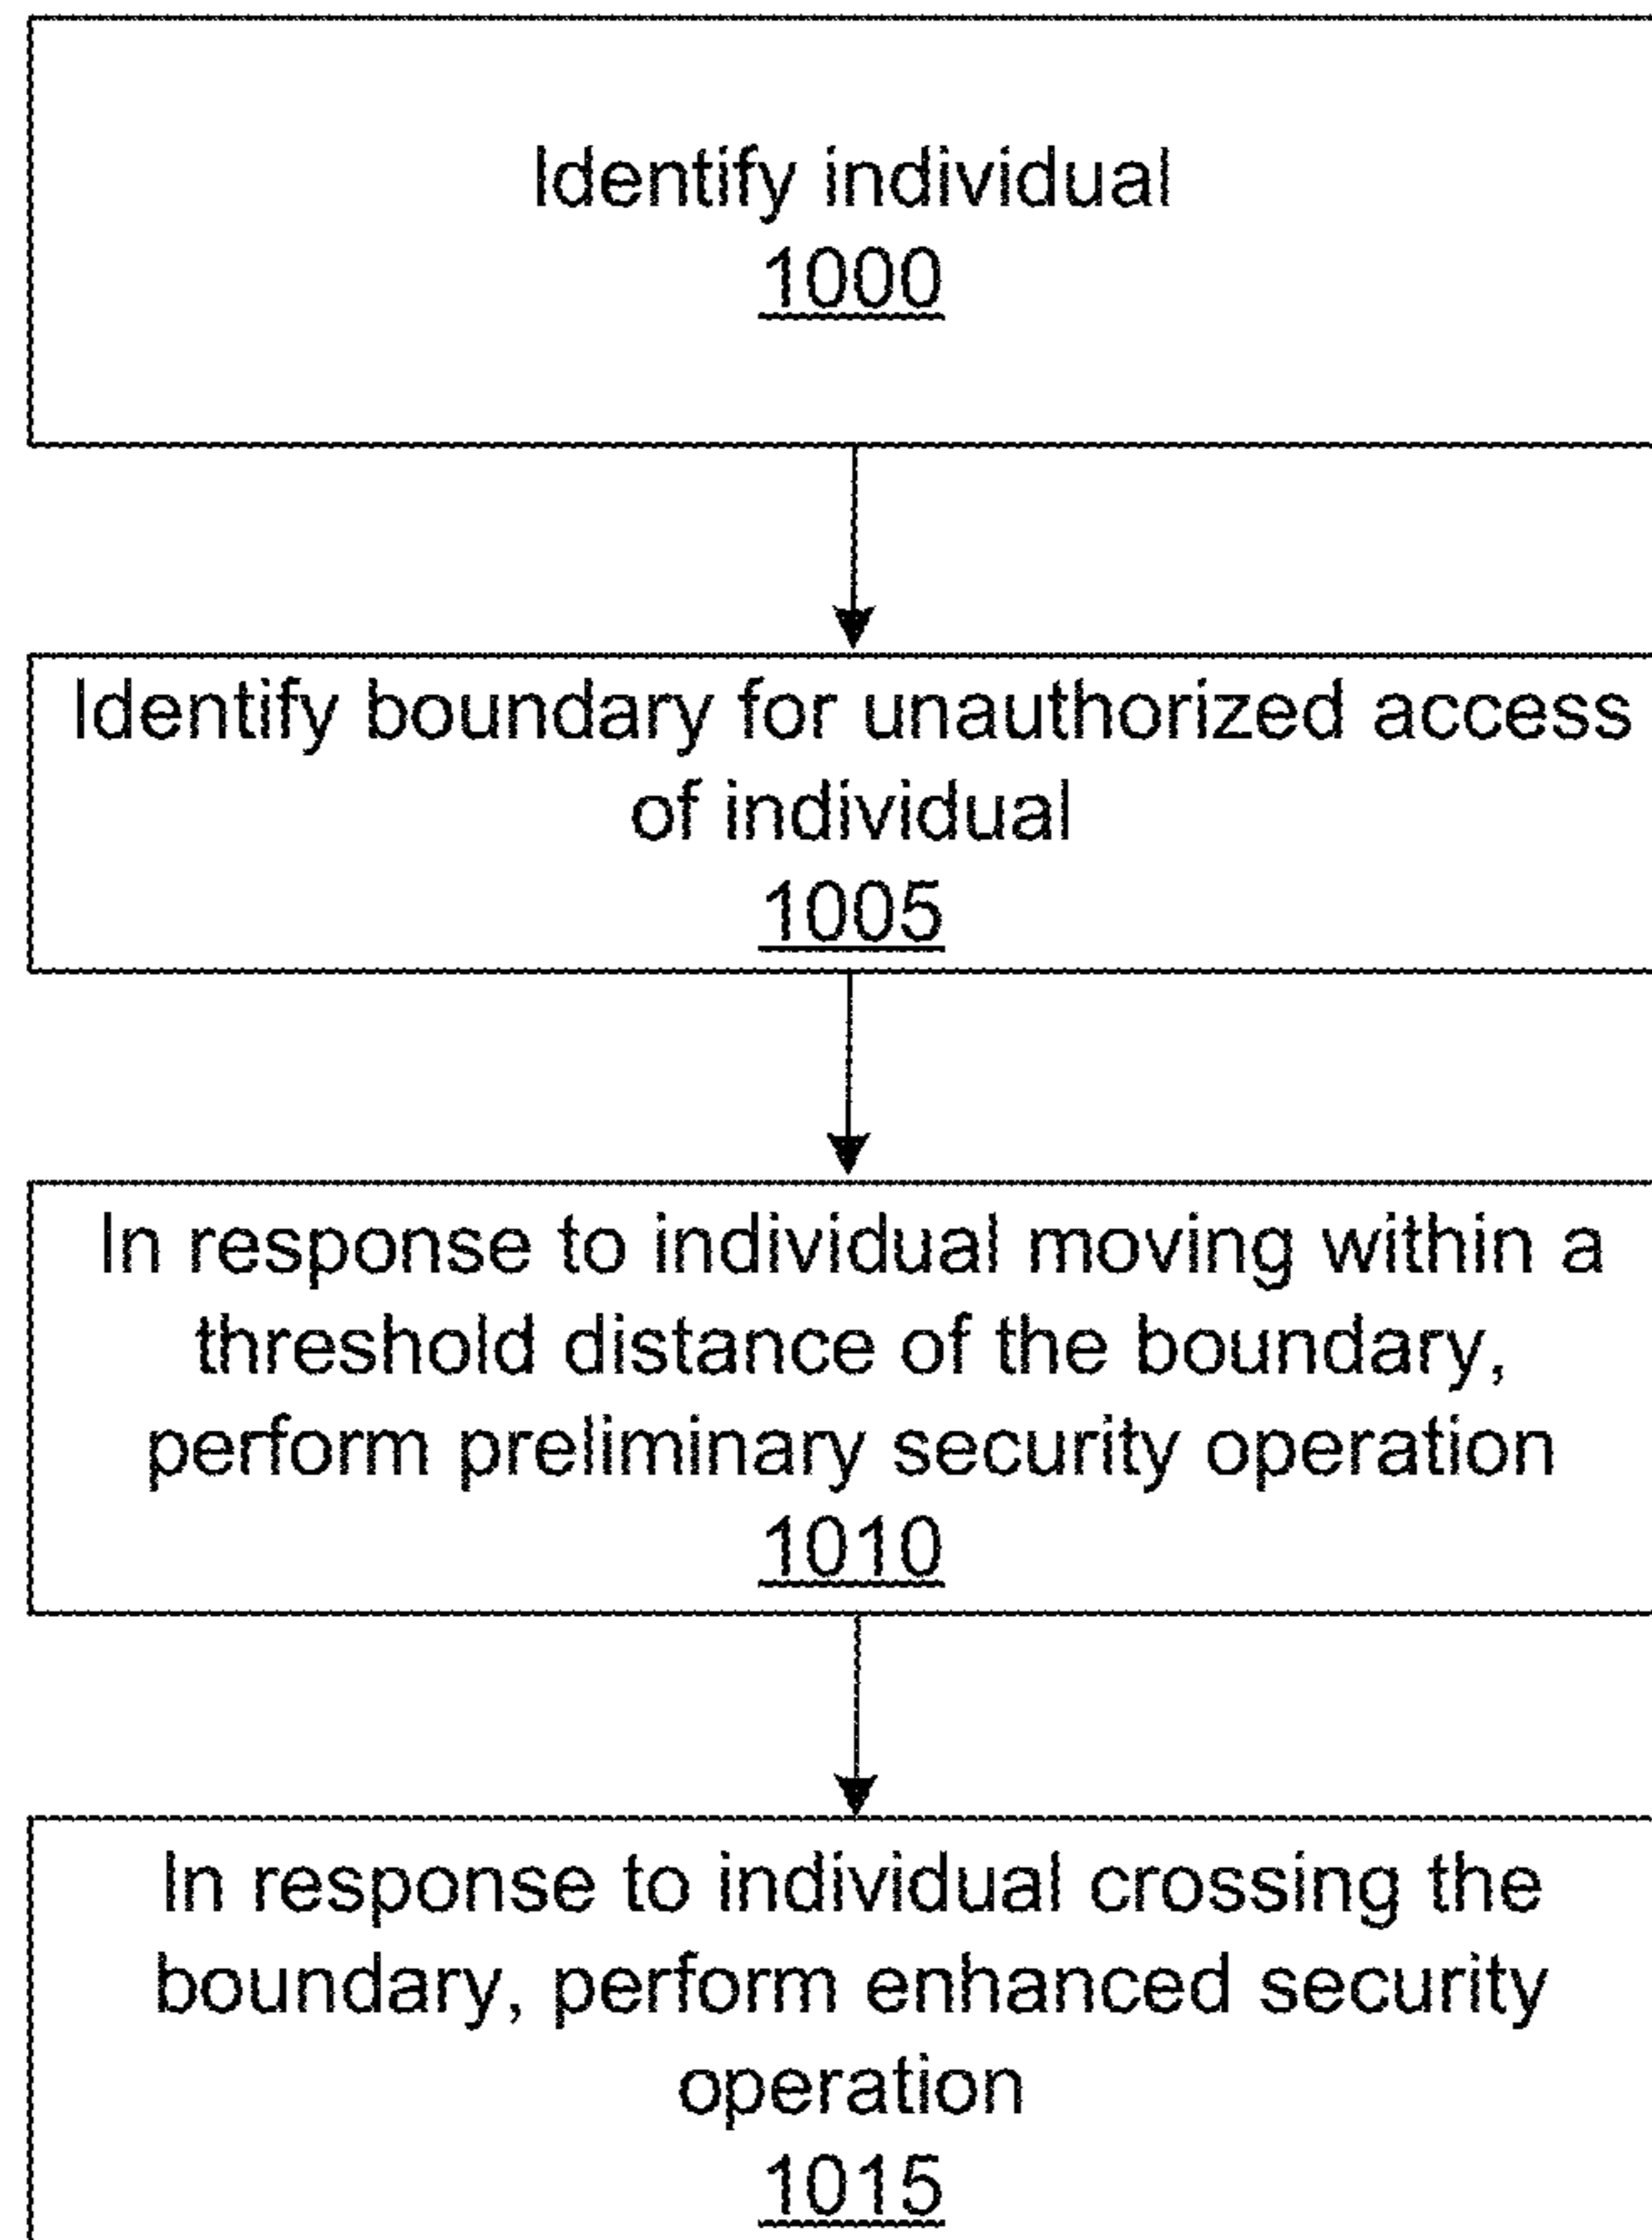 Identify individual
1000
Identify boundary for unauthorized access
of individual
1005
In response to individual moving within a
threshold distance of the boundary,
perform preliminary security operation
1010
In response to individual crossing the
boundary, perform enhanced security
operation
1015